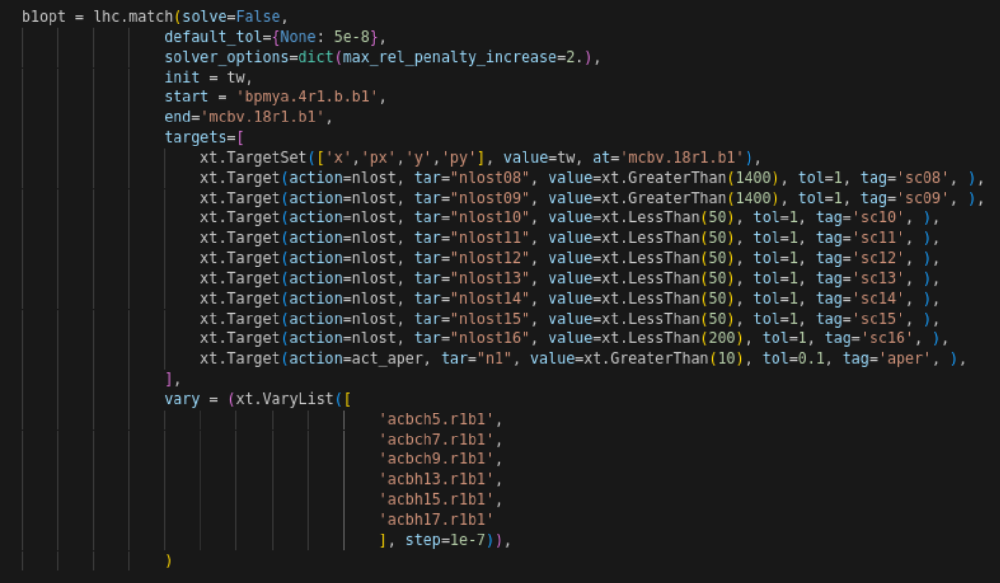 b1opt = lhc.match(solve=False,
default_tol={None: 5e-8},
solver_options=dict(max_rel_penalty_increase=2.),
init = tw,
start = 'bpmya.4r1.b.b1',
end='mcbv.18r1.b1',
targets=[
xt.TargetSet(['x','px','y','py'], value=tw, at='mcbv.18r1.b1'),
xt.Target(action=nlost, tar="nlost08", value=xt.GreaterThan(1400), tol=1, tag='sc08', ),
xt.Target(action=nlost, tar="nlost09", value=xt.GreaterThan(1400), tol=1, tag='sc09', ),
xt.Target(action=nlost, tar="nlost10", value=xt.LessThan(50), tol=1, tag='sc10', ),
xt.Target(action=nlost, tar="nlost11", value=xt.LessThan(50), tol=1, tag='sc11', ),
xt.Target(action=nlost, tar="nlost12", value=xt.LessThan(50), tol=1, tag='sc12', ),
xt.Target(action=nlost, tar="nlost13", value=xt.LessThan(50), tol=1, tag='sc13', ),
xt.Target(action=nlost, tar="nlost14", value=xt.LessThan(50), tol=1, tag='sc14', ),
xt.Target(action=nlost, tar="nlost15", value=xt.LessThan(50), tol=1, tag='sc15', ),
xt.Target(action=nlost, tar="nlost16", value=xt.LessThan(200), tol=1, tag='sc16', ),
xt.Target(action=act_aper, tar="n1", value=xt.GreaterThan(10), tol=0.1, tag='aper', ),
],
vary = (xt.VaryList([
'acbch5.r1b1',
'acbch7.r1b1',
'acbch9.r1b1',
'acbh13.r1b1',
'acbh15.r1b1',
'acbh17.r1b1'
], step=1e-7)),
)